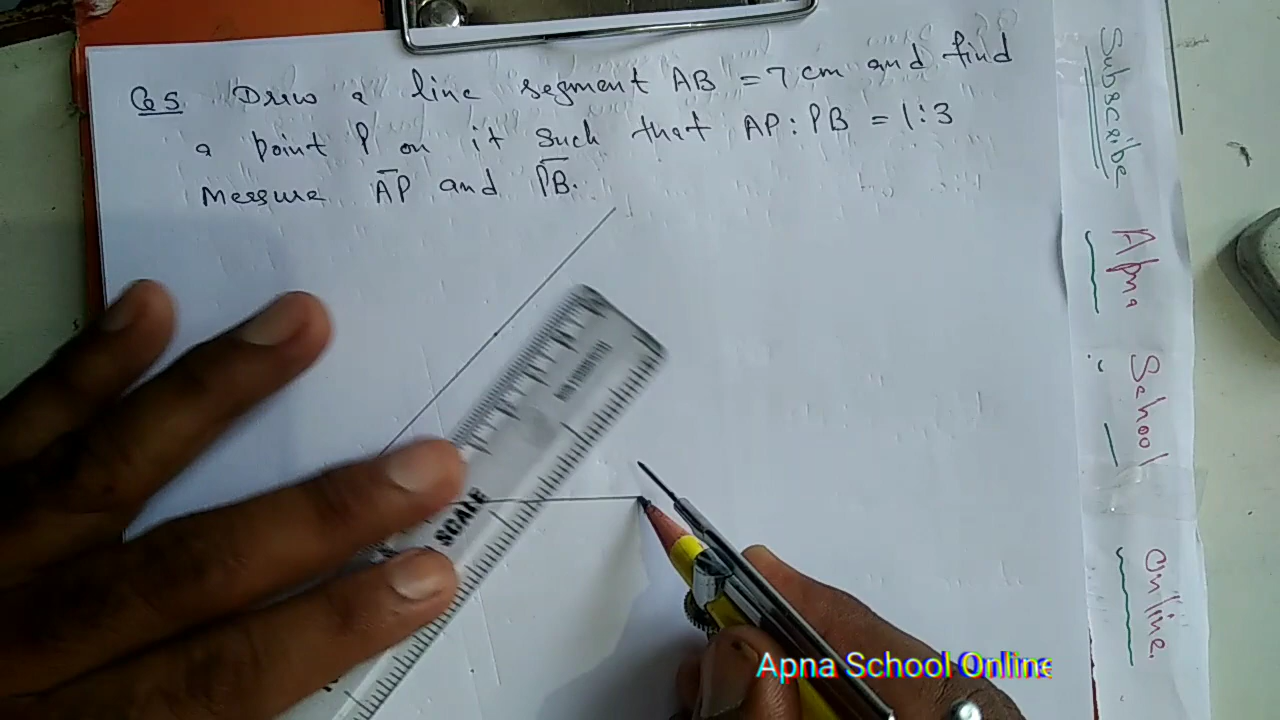 Q5 Draw a line segment AB = 7 cm and find
a point P on it such that AP : PB = 1:3
Messure AP and PB.
Subscribe Apna School Online.
SCALE
Apna School Online